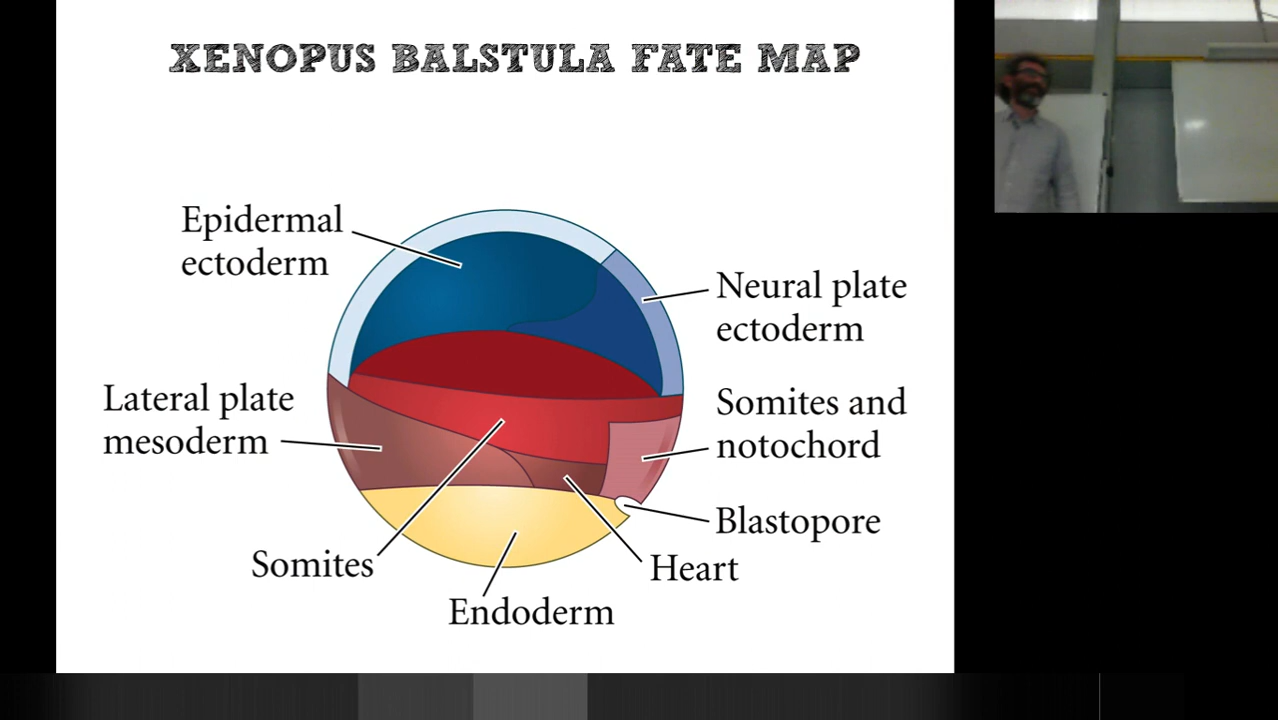 XENOPUS BALSTULA FATE MAP
Epidermal
ectoderm
Neural plate
ectoderm
Lateral plate
mesoderm
Somites and
notochord
Blastopore
Somites
Heart
Endoderm